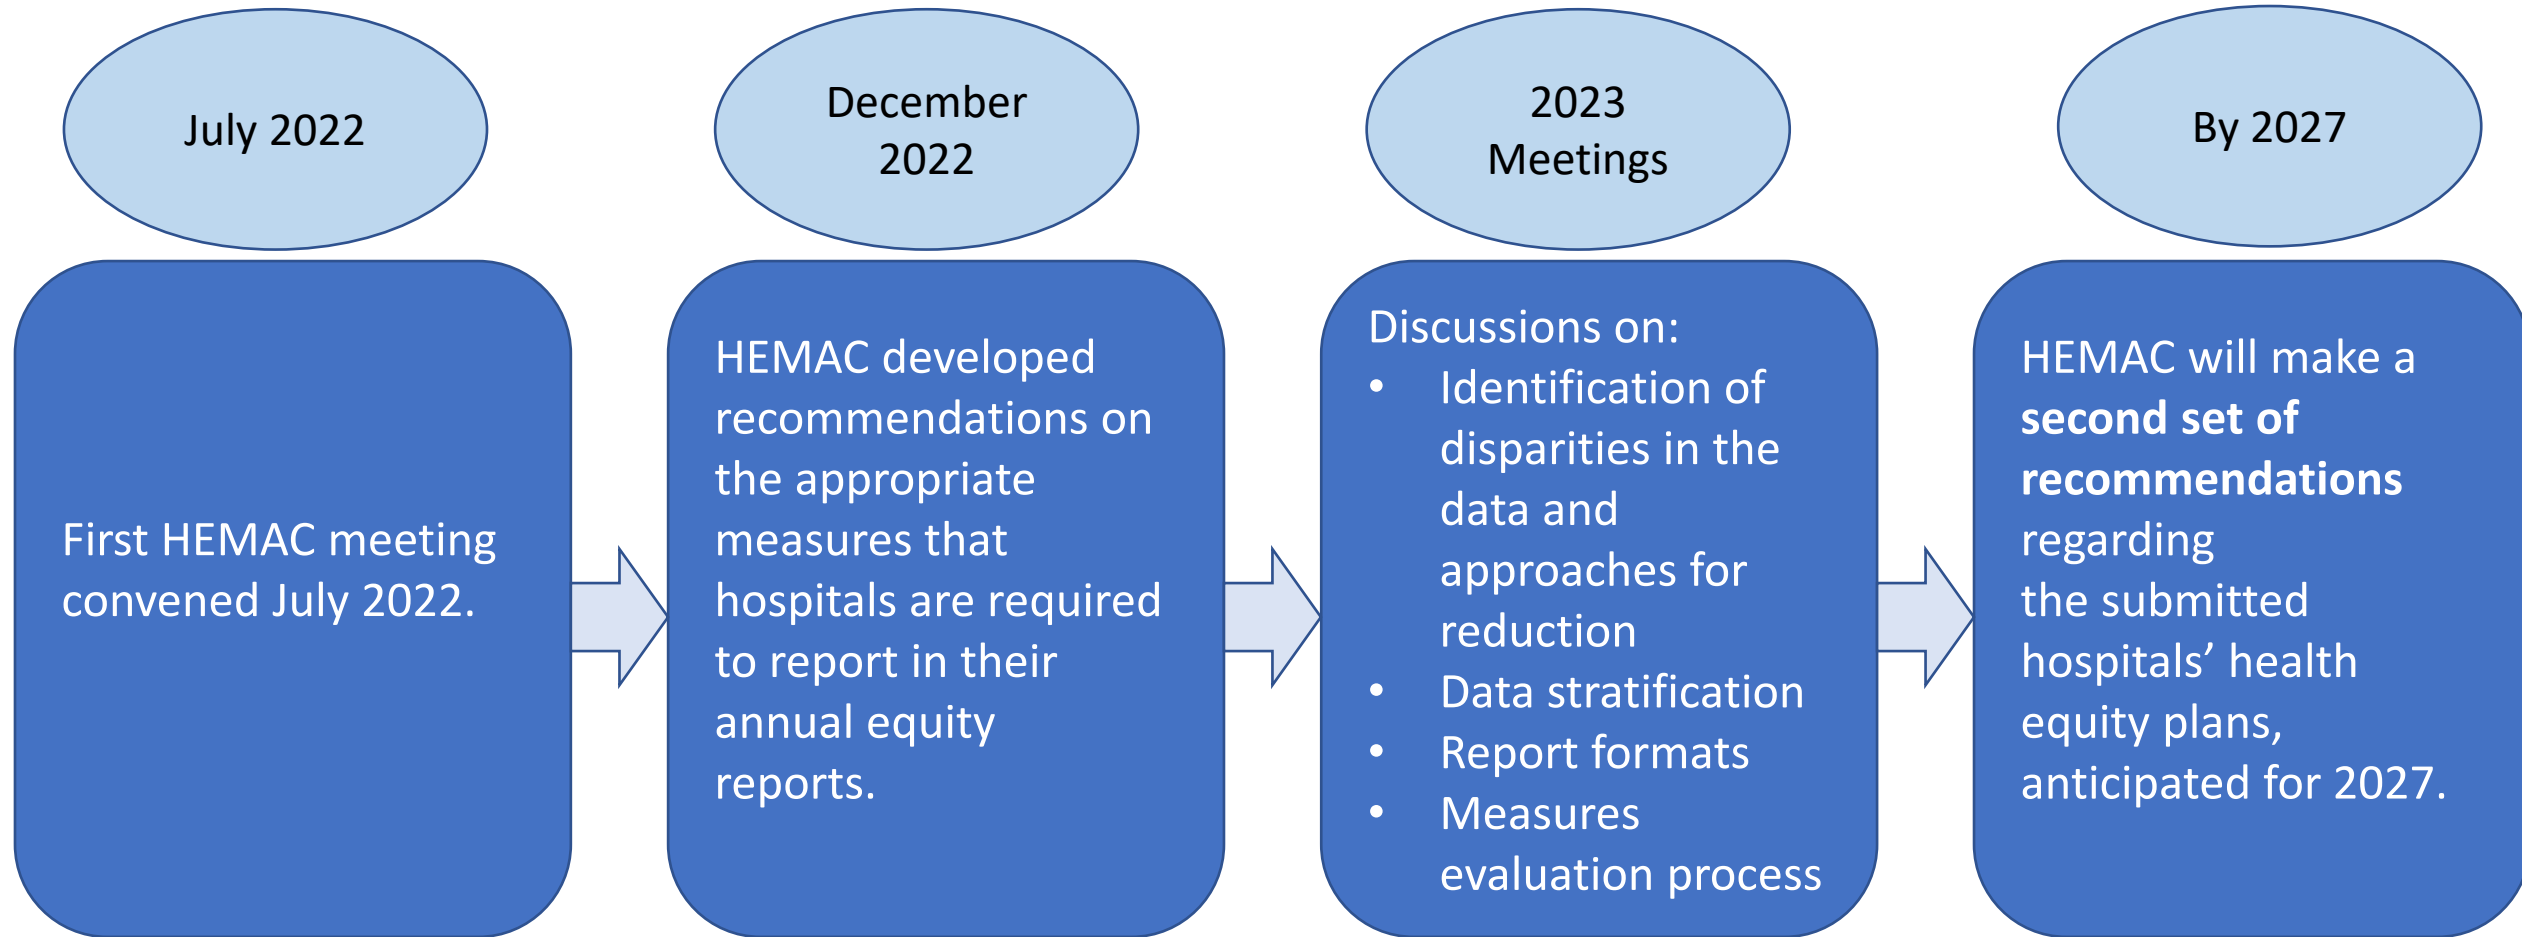 July 2022
First HEMAC meeting
convened July 2022.
December
2022
HEMAC developed
recommendations on
the appropriate
measures that
hospitals are required
to report in their
annual equity
reports.
2023
Meetings
Discussions on:
• Identification of
disparities in the
data and
approaches for
reduction
• Data stratification
• Report formats
• Measures
evaluation process
By 2027
HEMAC will make a
second set of
recommendations
regarding
the submitted
hospitals’ health
equity plans,
anticipated for 2027.